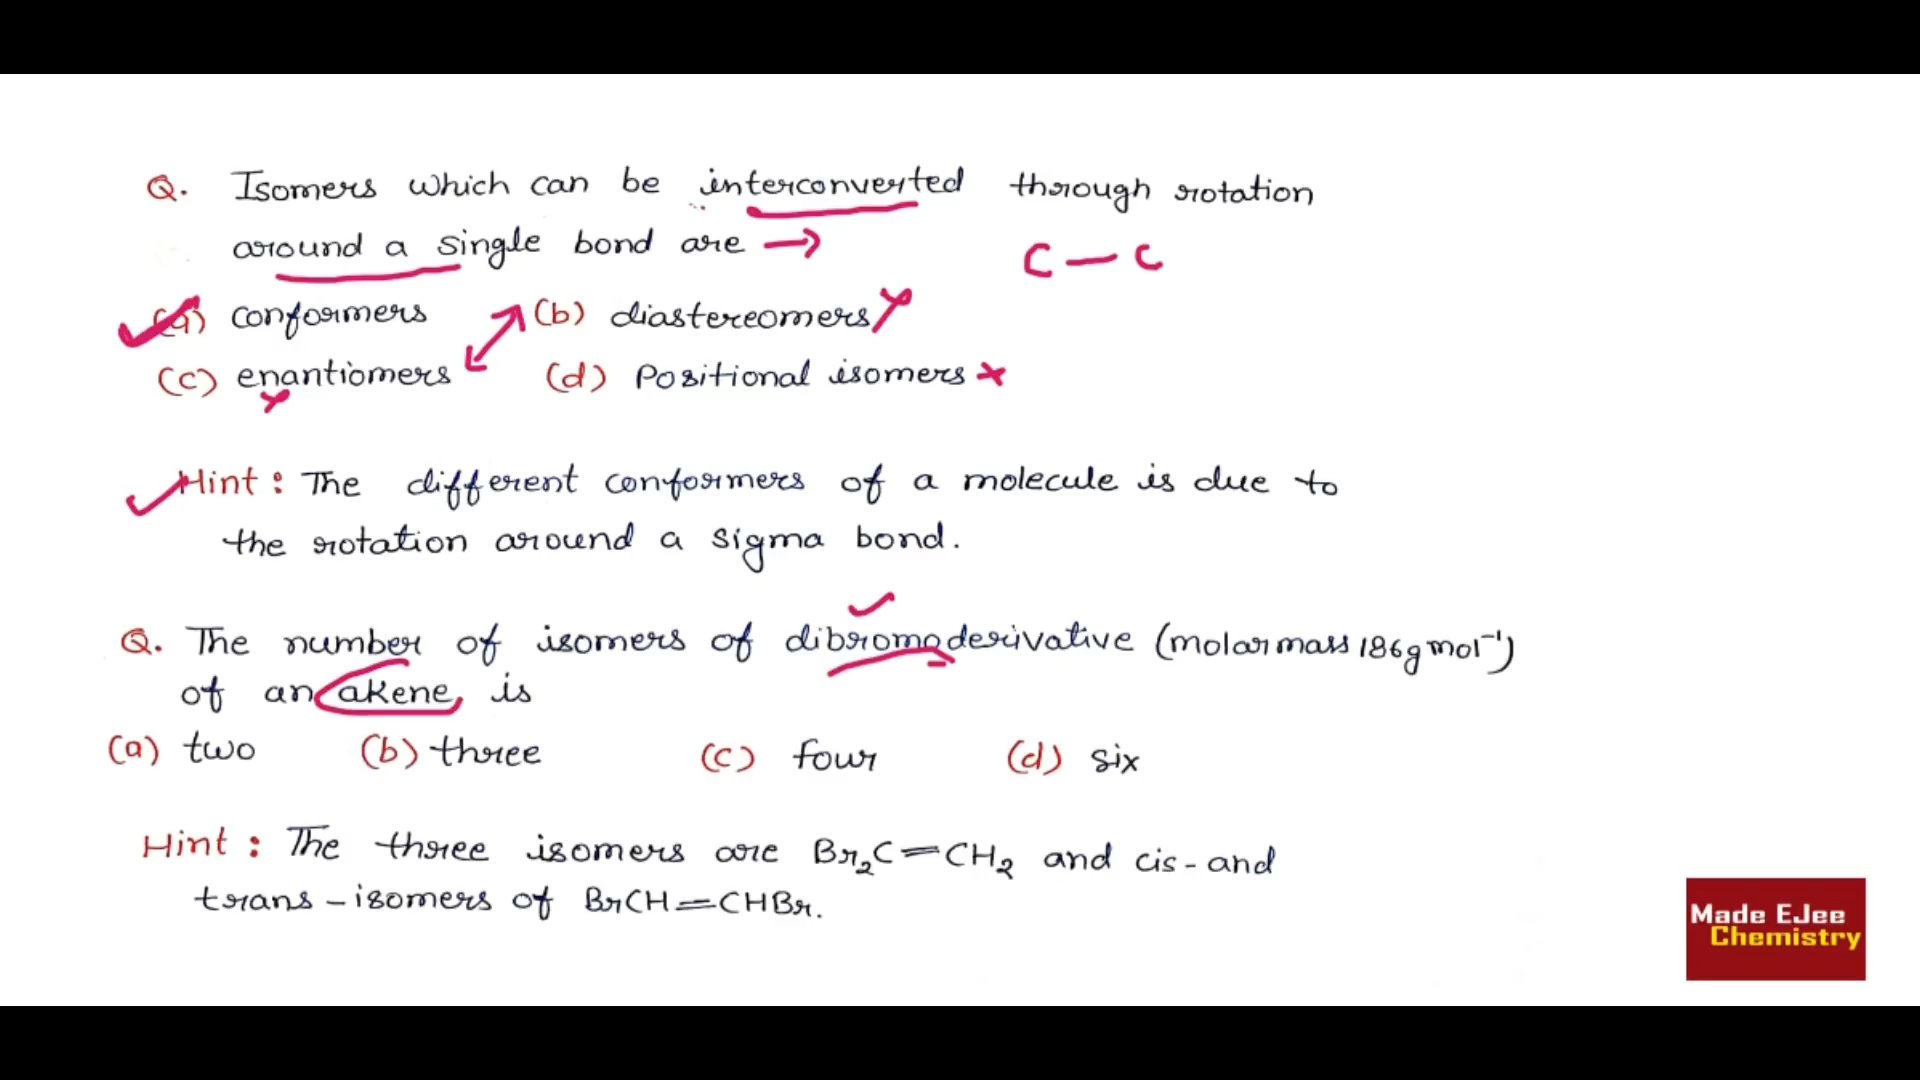 Q. Isomers which can be interconverted through rotation
around a single bond are →
C — C
(a) conformers (b) diastereomers
(c) enantiomers (d) Positional isomers
Hint : The different conformers of a molecule is due to
the rotation around a sigma bond.
Q. The number of isomers of dibromoderivative (molar mass 186g mol⁻¹)
of an akene is
(a) two (b) three (c) four (d) six
Hint : The three isomers are Br₂C=CH₂ and cis - and
trans - isomers of BrCH=CHBr.
Made EJee
Chemistry